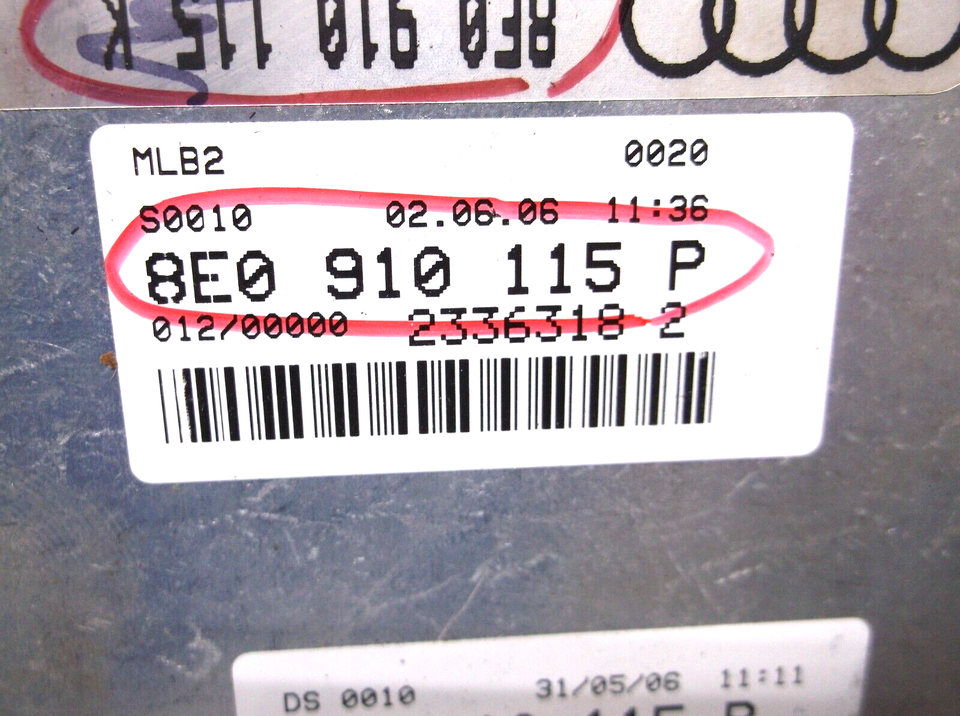 8E0 910 115 K
MLB2 0020
S0010 02.06.06 11:36
8E0 910 115 P
012/00000 2336318 2
DS 0010 31/05/06 11:11
115 P